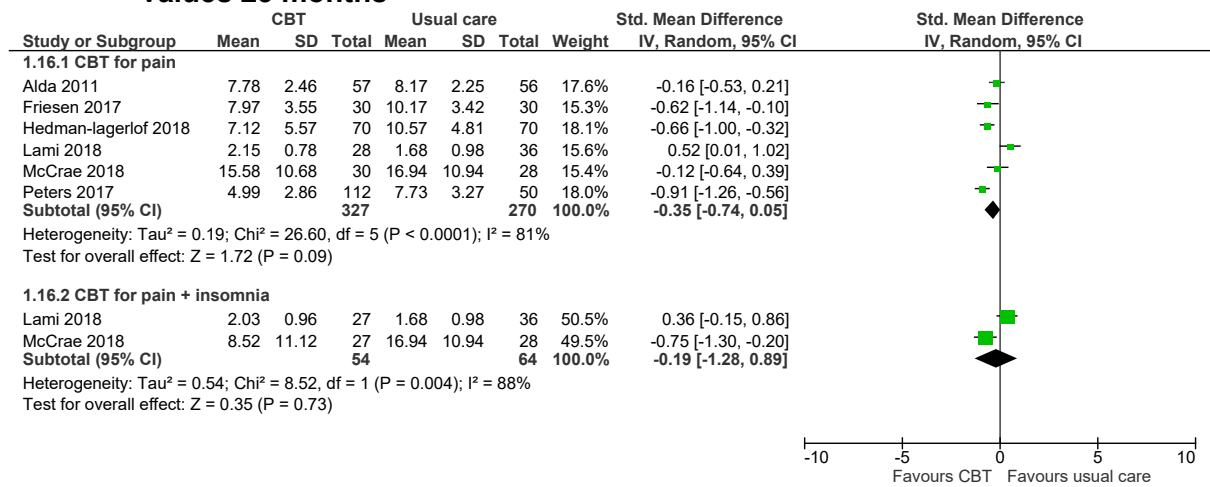 CBT Usual care Std. Mean Difference Std. Mean Difference
Study or Subgroup Mean SD Total Mean SD Total Weight IV, Random, 95% CI IV, Random, 95% CI
1.16.1 CBT for pain
Alda 2011 7.78 2.46 57 8.17 2.25 56 17.6% -0.16 [-0.53, 0.21]
Friesen 2017 7.97 3.55 30 10.17 3.42 30 15.3% -0.62 [-1.14, -0.10]
Hedman-lagerlof 2018 7.12 5.57 70 10.57 4.81 70 18.1% -0.66 [-1.00, -0.32]
Lami 2018 2.15 0.78 28 1.68 0.98 36 15.6% 0.52 [0.01, 1.02]
McCrae 2018 15.58 10.68 30 16.94 10.94 28 15.4% -0.12 [-0.64, 0.39]
Peters 2017 4.99 2.86 112 7.73 3.27 50 18.0% -0.91 [-1.26, -0.56]
Subtotal (95% CI) 327 270 100.0% -0.35 [-0.74, 0.05]
Heterogeneity: Tau² = 0.19; Chi² = 26.60, df = 5 (P < 0.0001); I² = 81%
Test for overall effect: Z = 1.72 (P = 0.09)
1.16.2 CBT for pain + insomnia
Lami 2018 2.03 0.96 27 1.68 0.98 36 50.5% 0.36 [-0.15, 0.86]
McCrae 2018 8.52 11.12 27 16.94 10.94 28 49.5% -0.75 [-1.30, -0.20]
Subtotal (95% CI) 54 64 100.0% -0.19 [-1.28, 0.89]
Heterogeneity: Tau² = 0.54; Chi² = 8.52, df = 1 (P = 0.004); I² = 88%
Test for overall effect: Z = 0.35 (P = 0.73)
-10 -5 0 5 10
Favours CBT Favours usual care